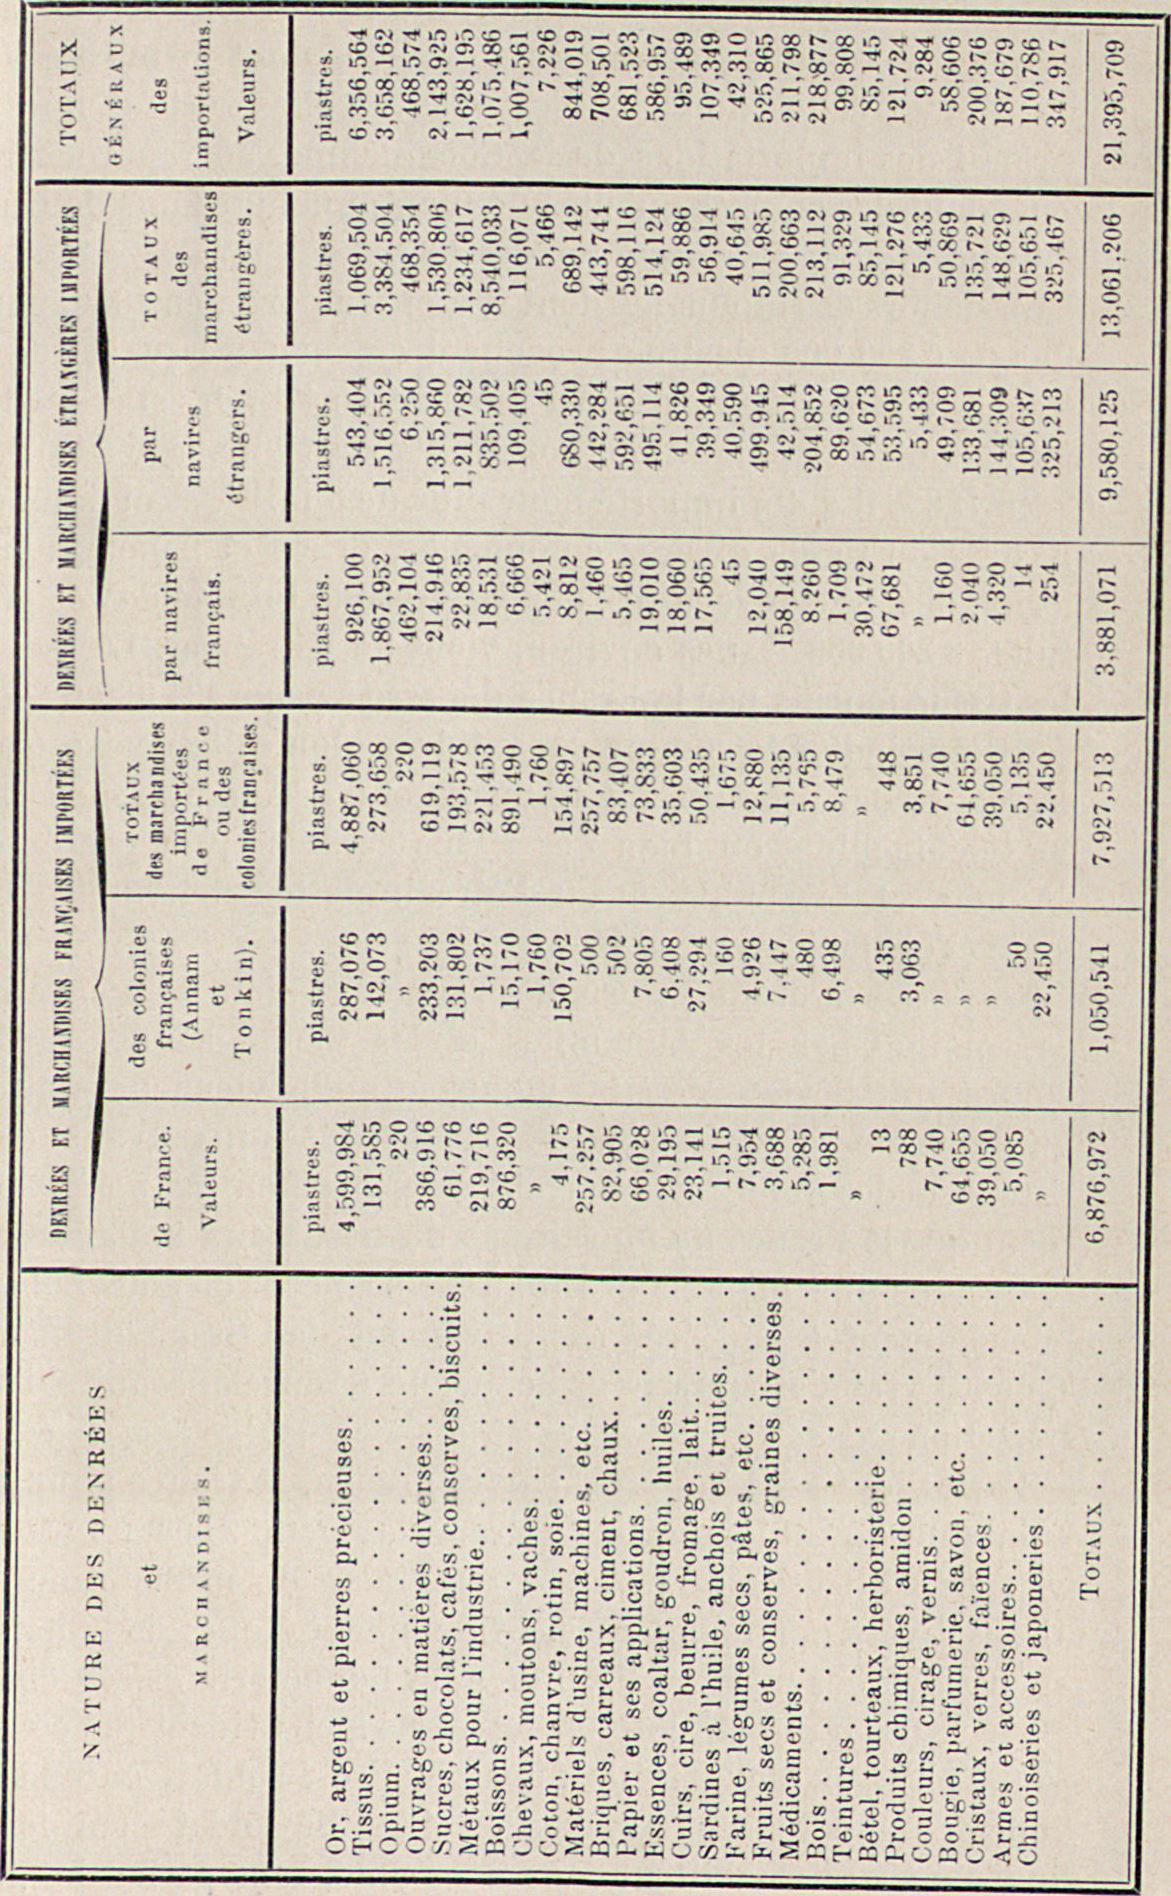 NATURE DES DENRÉES
et
MARCHANDISES.
DENRÉES ET MARCHANDISES FRANÇAISES IMPORTÉES
de France.
Valeurs.
des colonies
françaises
(Annam
et
Tonkin).
TOTAUX
des marchandises
importées
de France
ou des
colonies françaises.
DENRÉES ET MARCHANDISES ÉTRANGÈRES IMPORTÉS
par navires
français.
par
navires
étrangers.
TOTAUX
des
marchandises
étrangères.
TOTAUX
GÉNÉRAUX
des
importations.
Valeurs.
piastres. piastres. piastres. piastres. piastres. piastres. piastres.
Or, argent et pierres précieuses. 4,599,984 287,076 4,887,060 926,100 543,404 1,069,504 6,356,564
Tissus. 131,585 142,073 273,658 1,867,952 1,516,552 3,384,504 3,658,162
Opium. 220 » 220 462,104 6,250 468,354 468,574
Ouvrages en matières diverses. 386,916 233,203 619,119 214,946 1,315,860 1,530,806 2,143,925
Sucres, chocolats, cafés, conserves, biscuits. 61,776 131,802 193,578 22,835 1,211,782 1,234,617 1,628,195
Métaux pour l'industrie. 219,716 1,737 221,453 18,531 835,502 8,540,033 1,075,486
Boissons. 876,320 15,170 891,490 6,666 109,405 116,071 1,007,561
Chevaux, moutons, vaches. » 1,760 1,760 5,421 45 5,466 7,226
Coton, chanvre, rotin, soie. 4,175 150,702 154,897 8,812 680,330 689,142 844,019
Matériels d'usine, machines, etc. 257,257 500 257,757 1,460 442,284 443,741 708,501
Briques, carreaux, ciment, chaux. 82,905 502 83,407 5,465 592,651 598,116 681,523
Papier et ses applications. 66,028 7,805 73,833 19,010 495,114 514,124 586,957
Essences, coaltar, goudron, huiles. 29,195 6,408 35,603 18,060 41,826 59,886 95,489
Cuirs, cire, beurre, fromage, lait. 23,141 27,294 50,435 17,565 39,349 56,914 107,349
Sardines à l'huile, anchois et truites. 1,515 160 1,675 45 40,590 40,645 42,310
Farine, légumes secs, pâtes, etc. 7,954 4,926 12,880 12,040 499,945 511,985 525,865
Fruits secs et conserves, graines diverses. 3,688 7,447 11,135 158,149 42,514 200,663 211,798
Médicaments. 5,285 480 5,755 8,260 204,852 213,112 218,877
Bois. 1,981 6,498 8,479 1,709 89,620 91,329 99,808
Teintures. » » » 30,472 54,673 85,145 85,145
Bétel, tourteaux, herboristerie. 13 435 448 67,681 53,595 121,276 121,724
Produits chimiques, amidon. 788 3,063 3,851 » 5,433 5,433 9,284
Couleurs, cirage, vernis. 7,740 » 7,740 1,160 49,709 50,869 58,606
Bougie, parfumerie, savon, etc. 64,655 » 64,655 2,040 133,681 135,721 200,376
Cristaux, verres, faïences. 39,050 » 39,050 4,320 144,309 148,629 187,679
Armes et accessoires. 5,085 50 5,135 14 105,637 105,651 110,786
Chinoiséries et japoneries. » 22,450 22,450 254 325,213 325,467 347,917
TOTAUX. 6,876,972 1,050,541 7,927,513 3,881,071 9,580,125 13,061,206 21,395,709